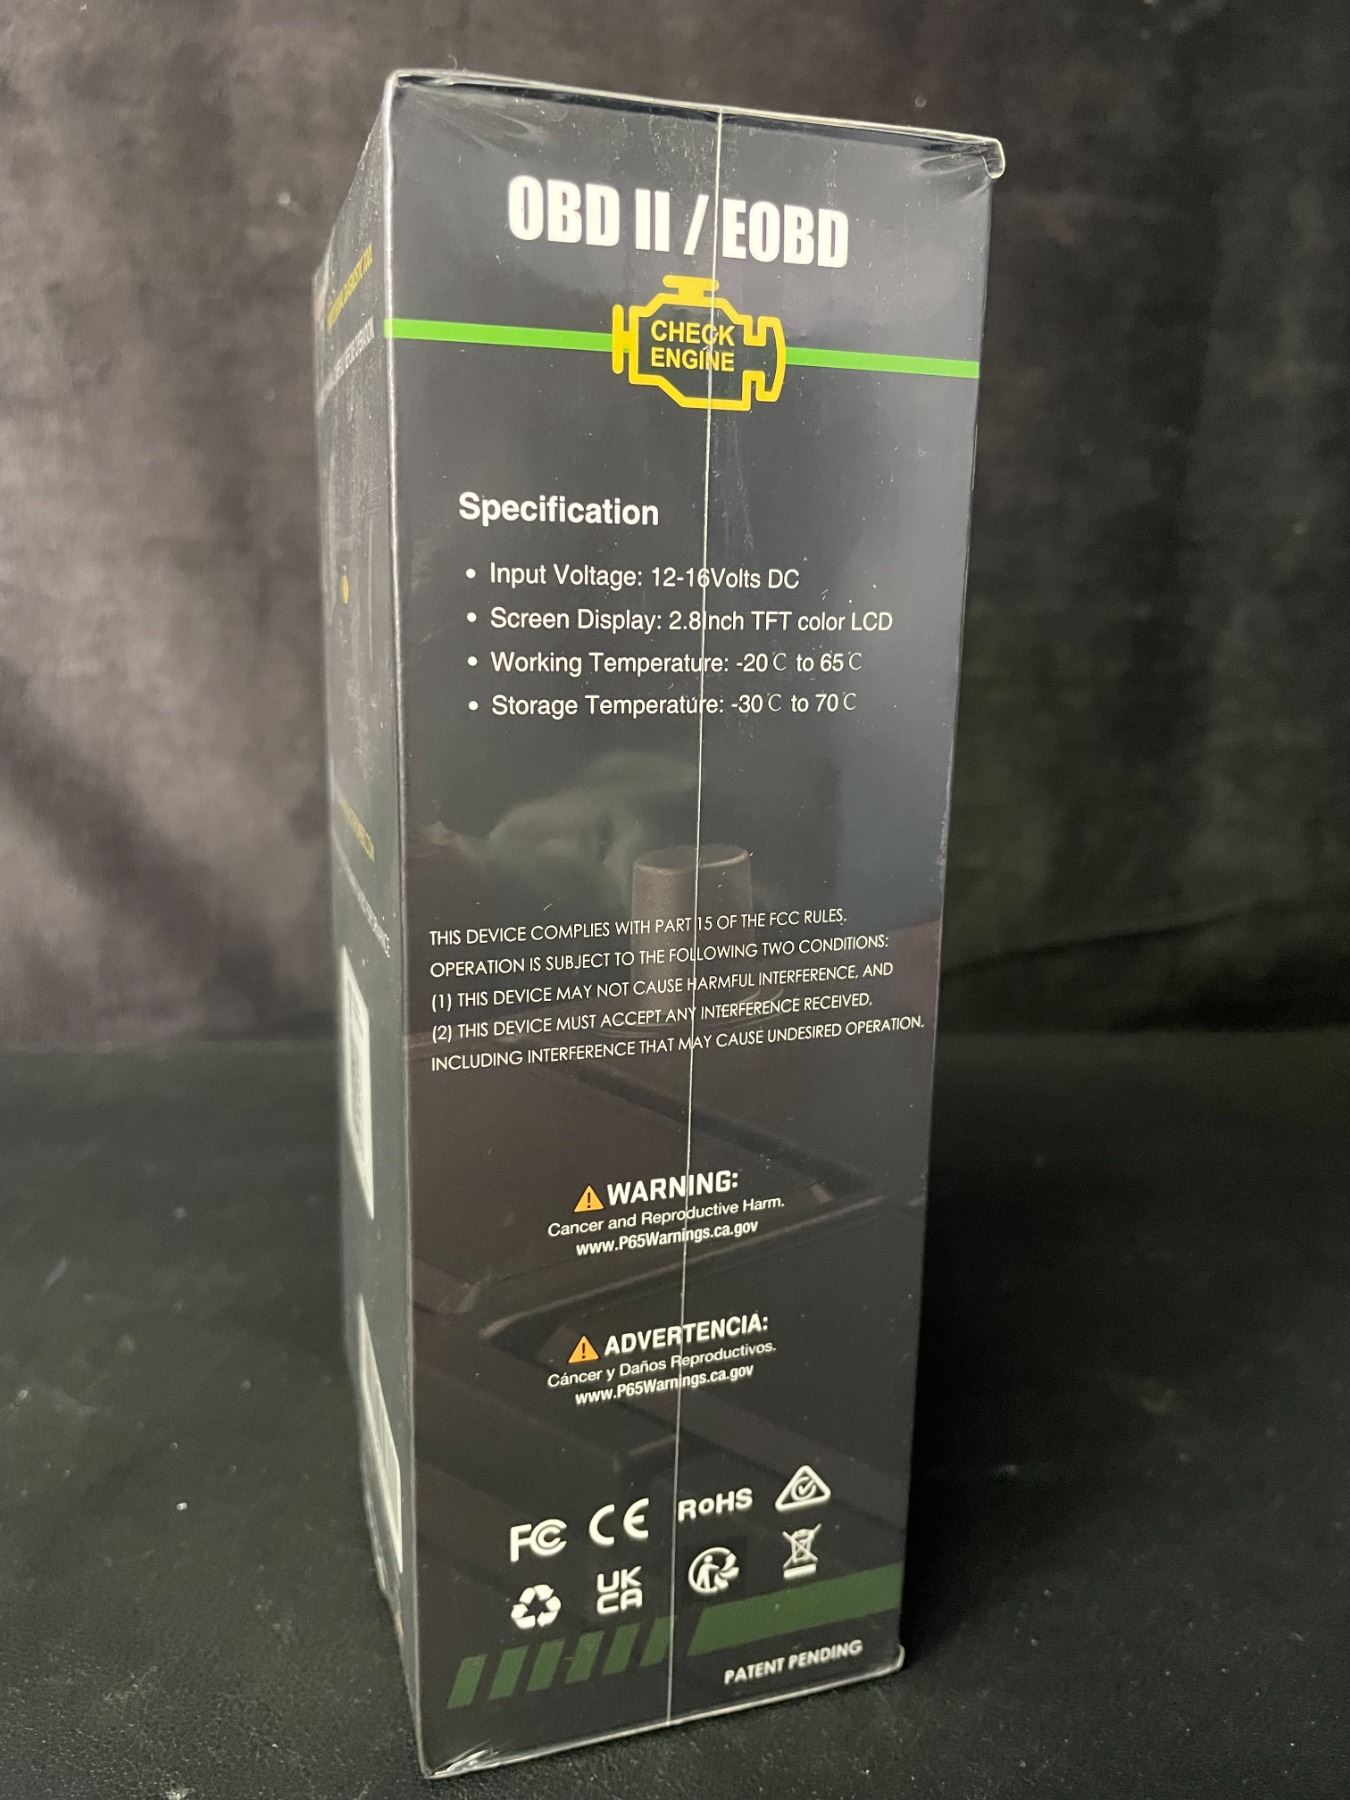 OBD II / EOBD
CHECK
ENGINE
Specification
• Input Voltage: 12-16Volts DC
• Screen Display: 2.8Inch TFT color LCD
• Working Temperature: -20℃ to 65℃
• Storage Temperature: -30℃ to 70℃
THIS DEVICE COMPLIES WITH PART 15 OF THE FCC RULES.
OPERATION IS SUBJECT TO THE FOLLOWING TWO CONDITIONS:
(1) THIS DEVICE MAY NOT CAUSE HARMFUL INTERFERENCE, AND
(2) THIS DEVICE MUST ACCEPT ANY INTERFERENCE RECEIVED,
INCLUDING INTERFERENCE THAT MAY CAUSE UNDESIRED OPERATION.
WARNING:
Cancer and Reproductive Harm.
www.P65Warnings.ca.gov
ADVERTENCIA:
Cáncer y Daños Reproductivos.
www.P65Warnings.ca.gov
FC CE RoHS
UK
CA
PATENT PENDING